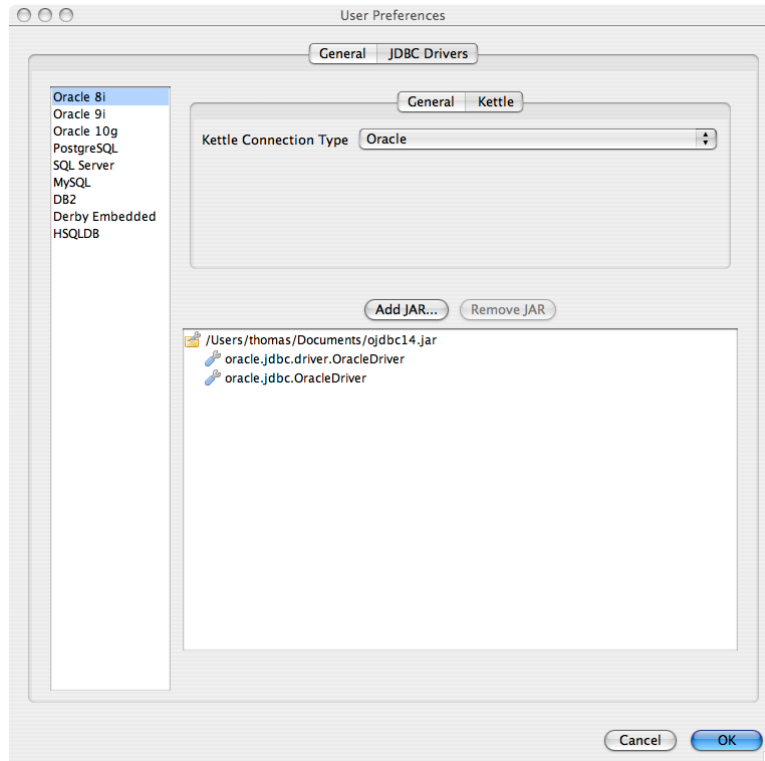 User Preferences
General JDBC Drivers
Oracle 8i
Oracle 9i
Oracle 10g
PostgreSQL
SQL Server
MySQL
DB2
Derby Embedded
HSQLDB
General Kettle
Kettle Connection Type Oracle
Add JAR... Remove JAR
/Users/thomas/Documents/ojdbc14.jar
oracle.jdbc.driver.OracleDriver
oracle.jdbc.OracleDriver
Cancel OK